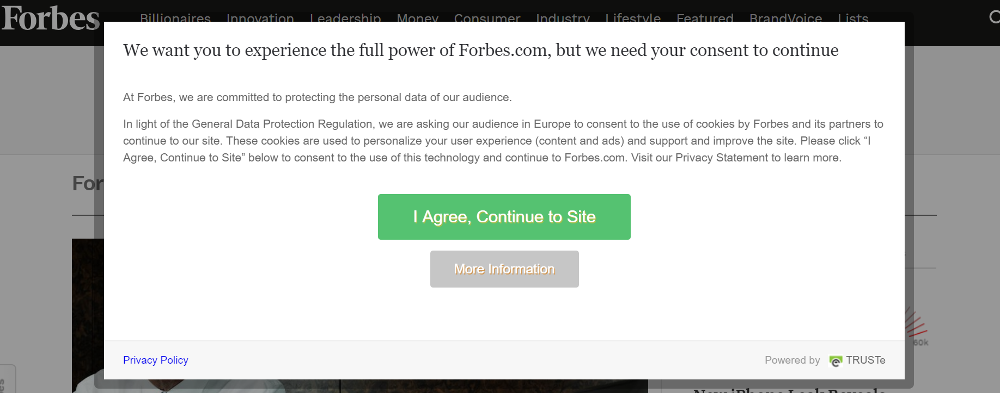 Forbes
Billionaires Innovation Leadership Money Consumer Industry Lifestyle Featured BrandVoice Lists
We want you to experience the full power of Forbes.com, but we need your consent to continue
At Forbes, we are committed to protecting the personal data of our audience.
In light of the General Data Protection Regulation, we are asking our audience in Europe to consent to the use of cookies by Forbes and its partners to
continue to our site. These cookies are used to personalize your user experience (content and ads) and support and improve the site. Please click “I
Agree, Continue to Site” below to consent to the use of this technology and continue to Forbes.com. Visit our Privacy Statement to learn more.
For
I Agree, Continue to Site
More Information
60k
Privacy Policy
Powered by TRUSTe
New iPhone Leak Reveals